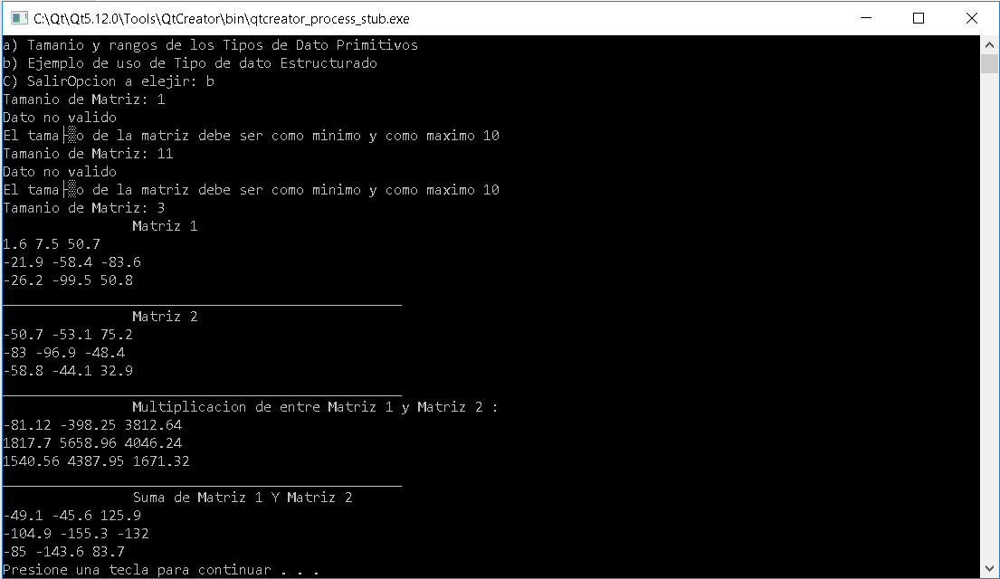 C:\Qt\Qt5.12.0\Tools\QtCreator\bin\qtcreator_process_stub.exe
a) Tamanio y rangos de los Tipos de Dato Primitivos
b) Ejemplo de uso de Tipo de dato Estructurado
C) SalirOpcion a elejir: b
Tamanio de Matriz: 1
Dato no valido
El tama├▒o de la matriz debe ser como minimo y como maximo 10
Tamanio de Matriz: 11
Dato no valido
El tama├▒o de la matriz debe ser como minimo y como maximo 10
Tamanio de Matriz: 3
Matriz 1
1.6 7.5 50.7
-21.9 -58.4 -83.6
-26.2 -99.5 50.8
_________________________________________________
Matriz 2
-50.7 -53.1 75.2
-83 -96.9 -48.4
-58.8 -44.1 32.9
_________________________________________________
Multiplicacion de entre Matriz 1 y Matriz 2 :
-81.12 -398.25 3812.64
1817.7 5658.96 4046.24
1540.56 4387.95 1671.32
_________________________________________________
Suma de Matriz 1 Y Matriz 2
-49.1 -45.6 125.9
-104.9 -155.3 -132
-85 -143.6 83.7
Presione una tecla para continuar . . .